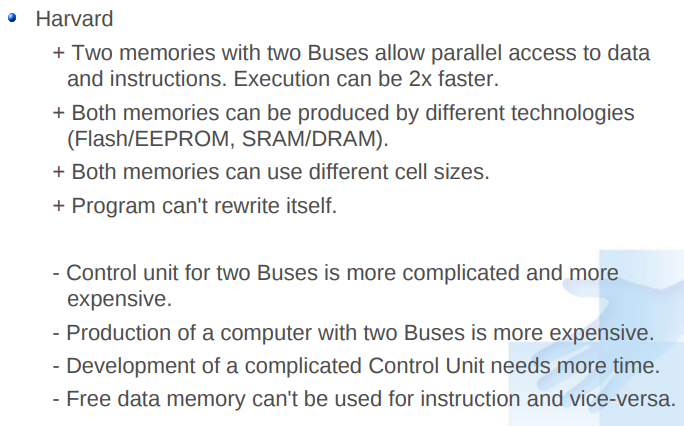 Harvard
+ Two memories with two Buses allow parallel access to data
and instructions. Execution can be 2x faster.
+ Both memories can be produced by different technologies
(Flash/EEPROM, SRAM/DRAM).
+ Both memories can use different cell sizes.
+ Program can't rewrite itself.
- Control unit for two Buses is more complicated and more
expensive.
- Production of a computer with two Buses is more expensive.
- Development of a complicated Control Unit needs more time.
- Free data memory can't be used for instruction and vice-versa.